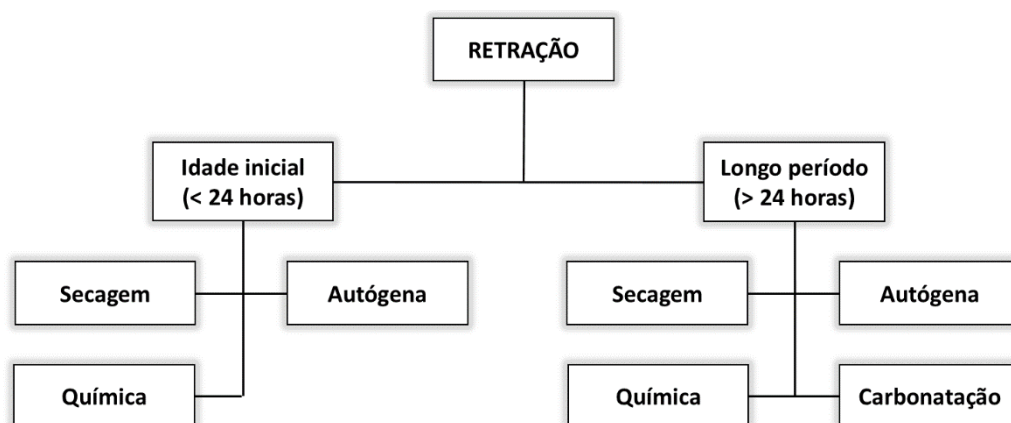 RETRAÇÃO
Idade inicial
(< 24 horas)
Longo período
(> 24 horas)
Secagem
Autógena
Secagem
Autógena
Química
Química
Carbonatação